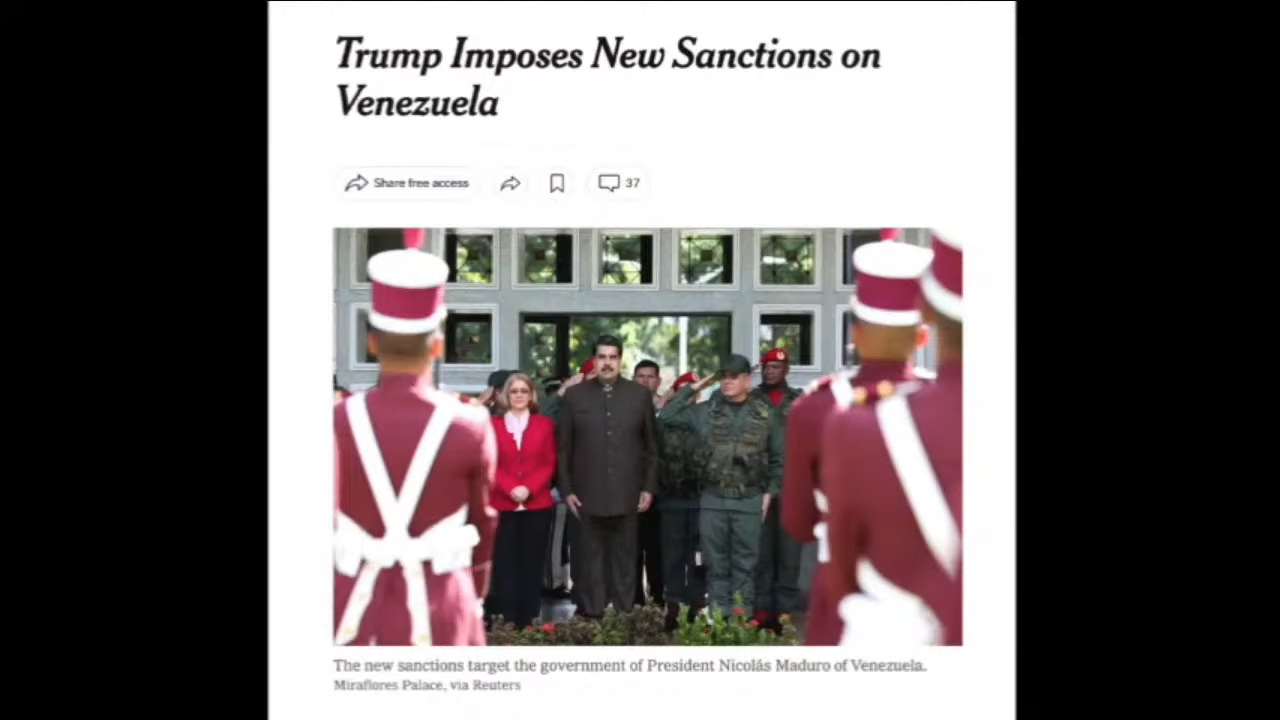 Trump Imposes New Sanctions on
Venezuela
Share free access
37
The new sanctions target the government of President Nicolás Maduro of Venezuela.
Miraflores Palace, via Reuters